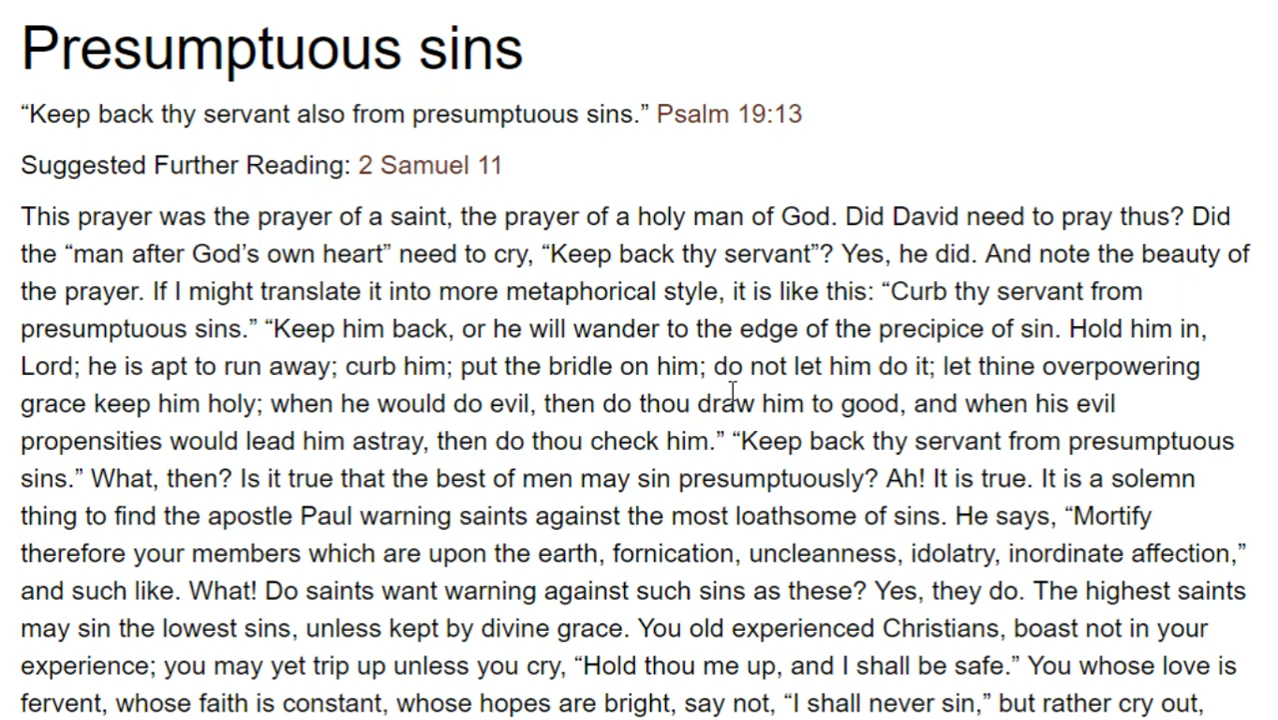 Presumptuous sins
“Keep back thy servant also from presumptuous sins.” Psalm 19:13
Suggested Further Reading: 2 Samuel 11
This prayer was the prayer of a saint, the prayer of a holy man of God. Did David need to pray thus? Did
the “man after God’s own heart” need to cry, “Keep back thy servant”? Yes, he did. And note the beauty of
the prayer. If I might translate it into more metaphorical style, it is like this: “Curb thy servant from
presumptuous sins.” “Keep him back, or he will wander to the edge of the precipice of sin. Hold him in,
Lord; he is apt to run away; curb him; put the bridle on him; do not let him do it; let thine overpowering
grace keep him holy; when he would do evil, then do thou draw him to good, and when his evil
propensities would lead him astray, then do thou check him.” “Keep back thy servant from presumptuous
sins.” What, then? Is it true that the best of men may sin presumptuously? Ah! It is true. It is a solemn
thing to find the apostle Paul warning saints against the most loathsome of sins. He says, “Mortify
therefore your members which are upon the earth, fornication, uncleanness, idolatry, inordinate affection,”
and such like. What! Do saints want warning against such sins as these? Yes, they do. The highest saints
may sin the lowest sins, unless kept by divine grace. You old experienced Christians, boast not in your
experience; you may yet trip up unless you cry, “Hold thou me up, and I shall be safe.” You whose love is
fervent, whose faith is constant, whose hopes are bright, say not, “I shall never sin,” but rather cry out,